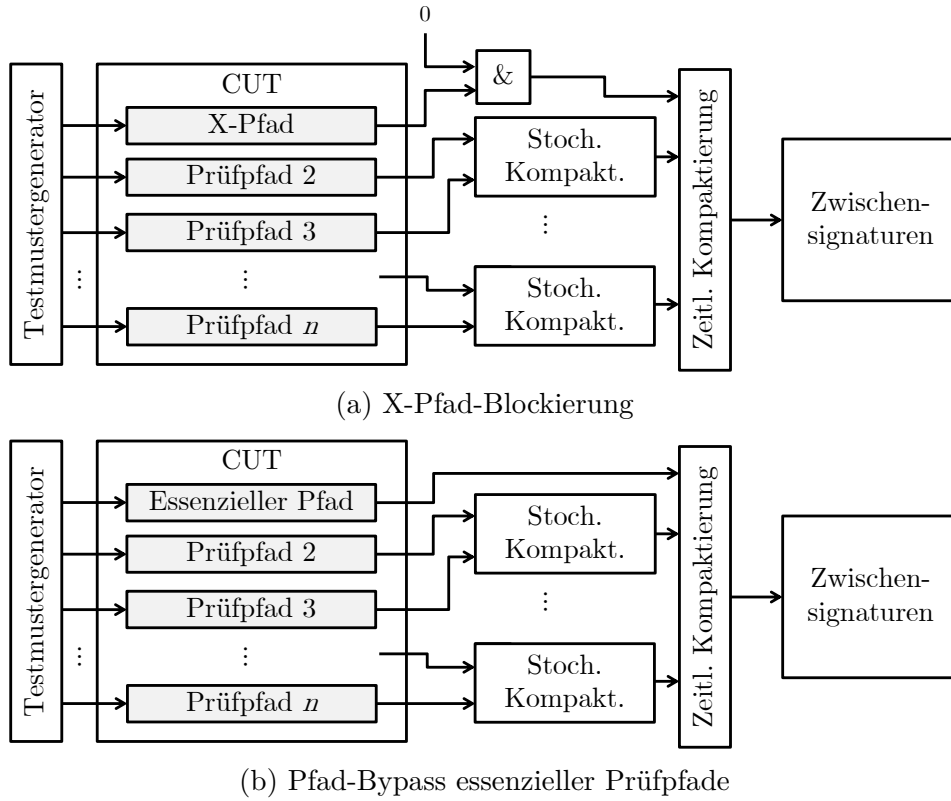 0
CUT
&
X-Pfad
Prüfpfad 2
Prüfpfad 3
⋮
Prüfpfad n
Testmustergenerator
⋮
Stoch.
Kompakt.
⋮
Stoch.
Kompakt.
Zeitl. Kompaktierung
Zwischen-
signaturen
(a) X-Pfad-Blockierung
CUT
Essenzieller Pfad
Prüfpfad 2
Prüfpfad 3
⋮
Prüfpfad n
Testmustergenerator
⋮
Stoch.
Kompakt.
⋮
Stoch.
Kompakt.
Zeitl. Kompaktierung
Zwischen-
signaturen
(b) Pfad-Bypass essenzieller Prüfpfade